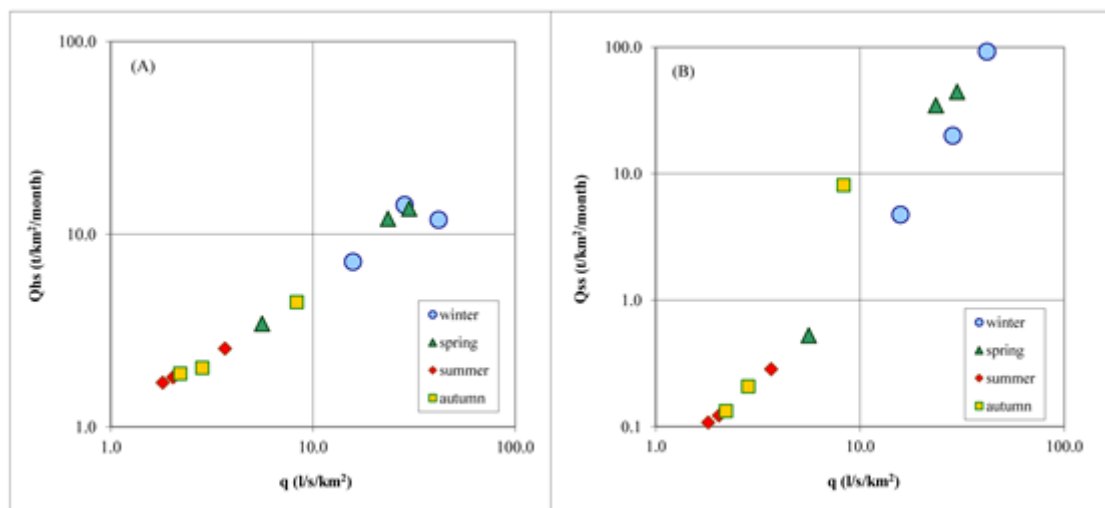 (A)
100.0
10.0
1.0
1.0
10.0
100.0
Qhs (t/km²/month)
q (l/s/km²)
winter
spring
summer
autumn
(B)
100.0
10.0
1.0
0.1
1.0
10.0
100.0
Qss (t/km²/month)
q (l/s/km²)
winter
spring
summer
autumn